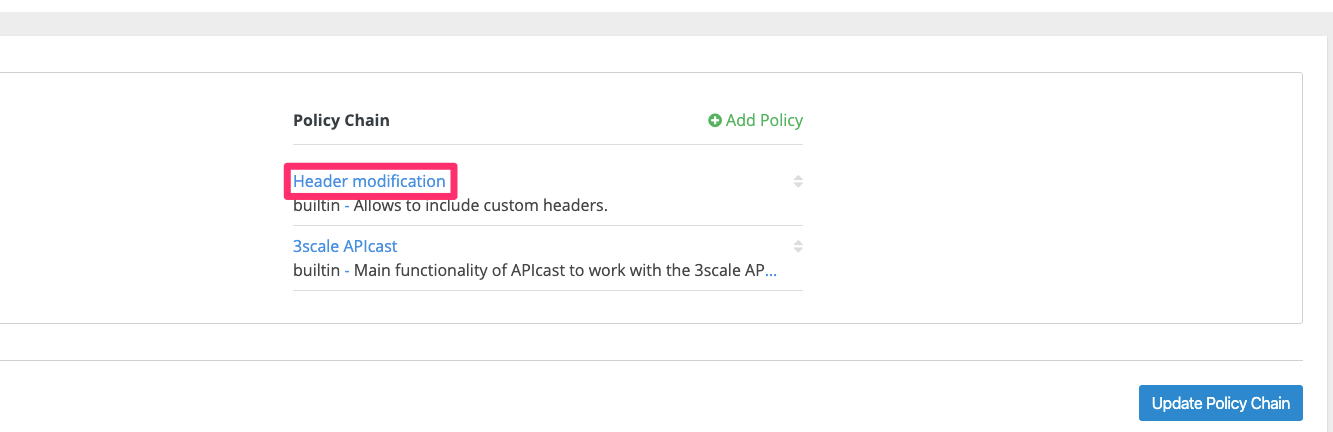 Policy Chain
Add Policy
Header modification
builtin - Allows to include custom headers.
3scale APIcast
builtin - Main functionality of APIcast to work with the 3scale AP...
Update Policy Chain